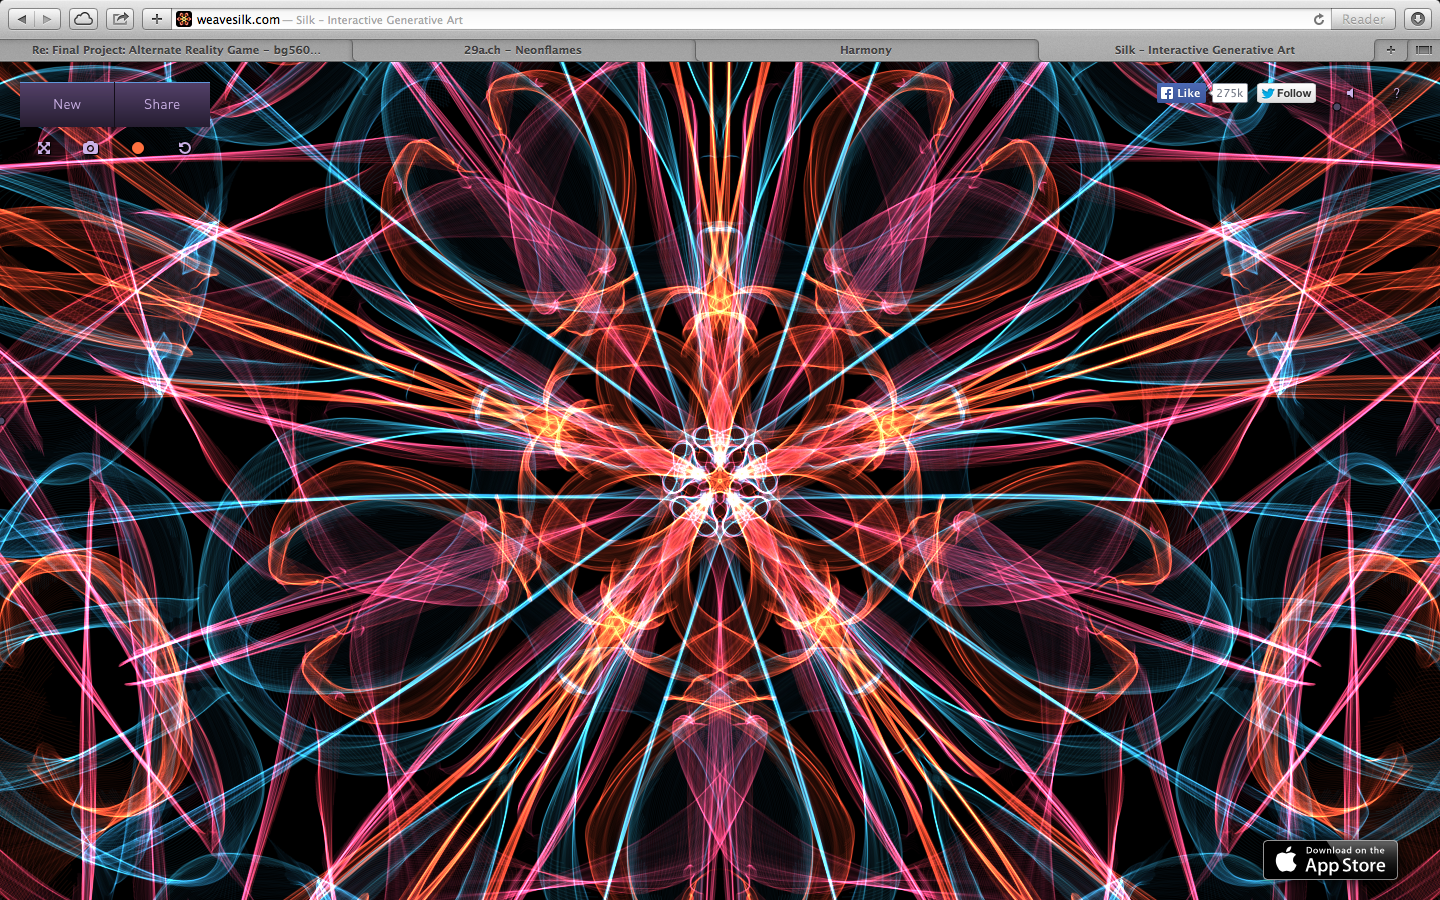 weavesilk.com — Silk – Interactive Generative Art
Reader
Re: Final Project: Alternate Reality Game – bg560...
29a.ch – Neonflames
Harmony
Silk – Interactive Generative Art
New
Share
Like
275k
Follow
?
Download on the
App Store